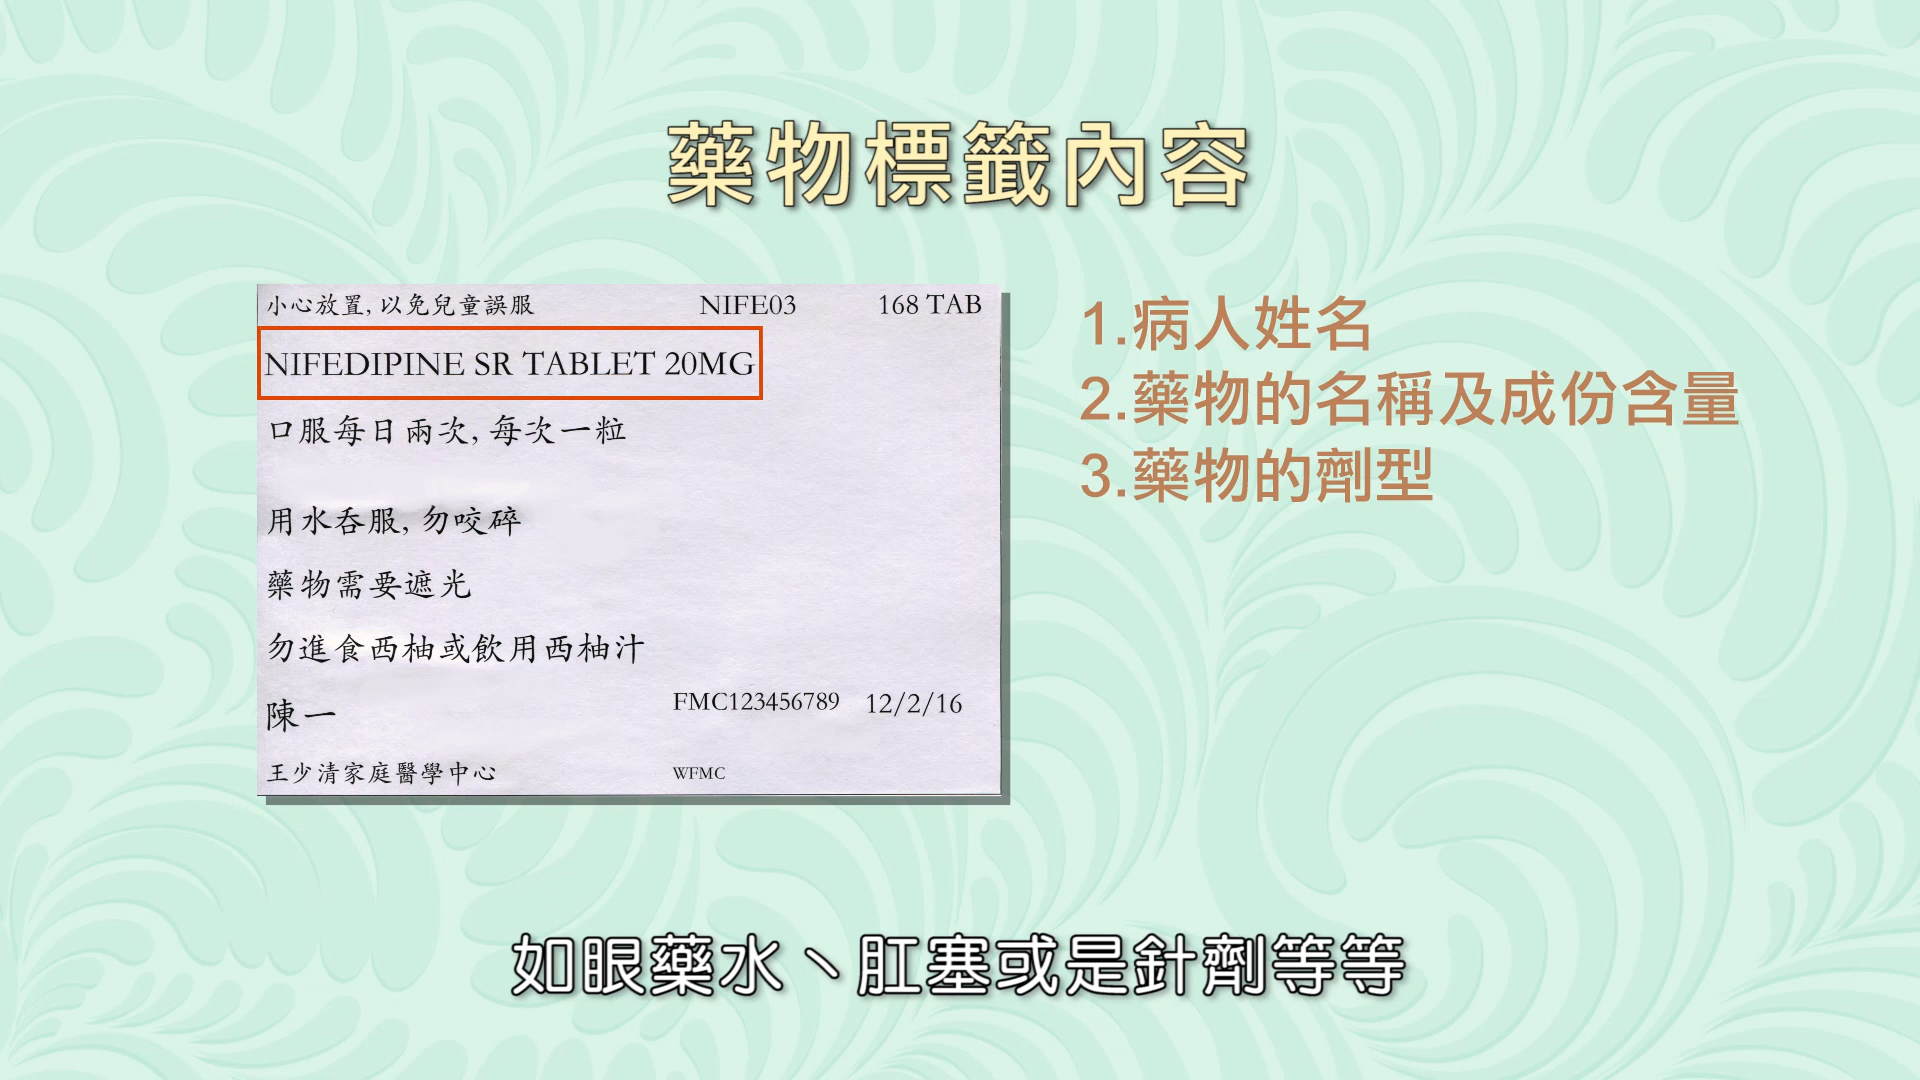 藥物標籤內容
小心放置, 以免兒童誤服 NIFE03 168 TAB
NIFEDIPINE SR TABLET 20MG
口服每日兩次, 每次一粒
用水吞服, 勿咬碎
藥物需要遮光
勿進食西柚或飲用西柚汁
陳一 FMC123456789 12/2/16
王少清家庭醫學中心 WFMC
1.病人姓名
2.藥物的名稱及成份含量
3.藥物的劑型
如眼藥水、肛塞或是針劑等等